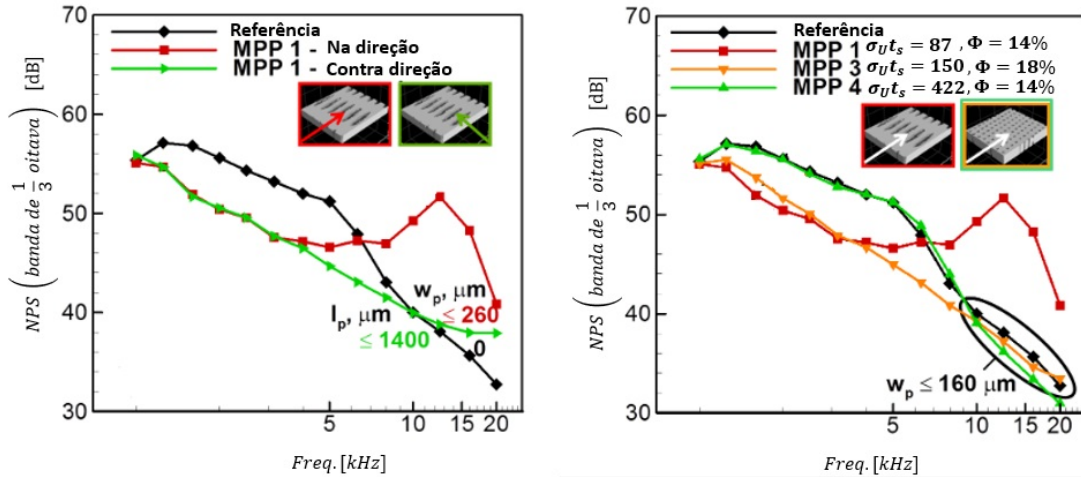 70
60
50
40
30
NPS (banda de 1/3 oitava) [dB]
Referência
MPP 1 - Na direção
MPP 1 - Contra direção
w_p, μm
≤ 260
l_p, μm
≤ 1400
0
5 10 15 20
Freq. [kHz]
70
60
50
40
30
NPS (banda de 1/3 oitava) [dB]
Referência
MPP 1 σ_U t_s = 87 , Φ = 14%
MPP 3 σ_U t_s = 150 , Φ = 18%
MPP 4 σ_U t_s = 422 , Φ = 14%
w_p ≤ 160 μm
5 10 15 20
Freq. [kHz]